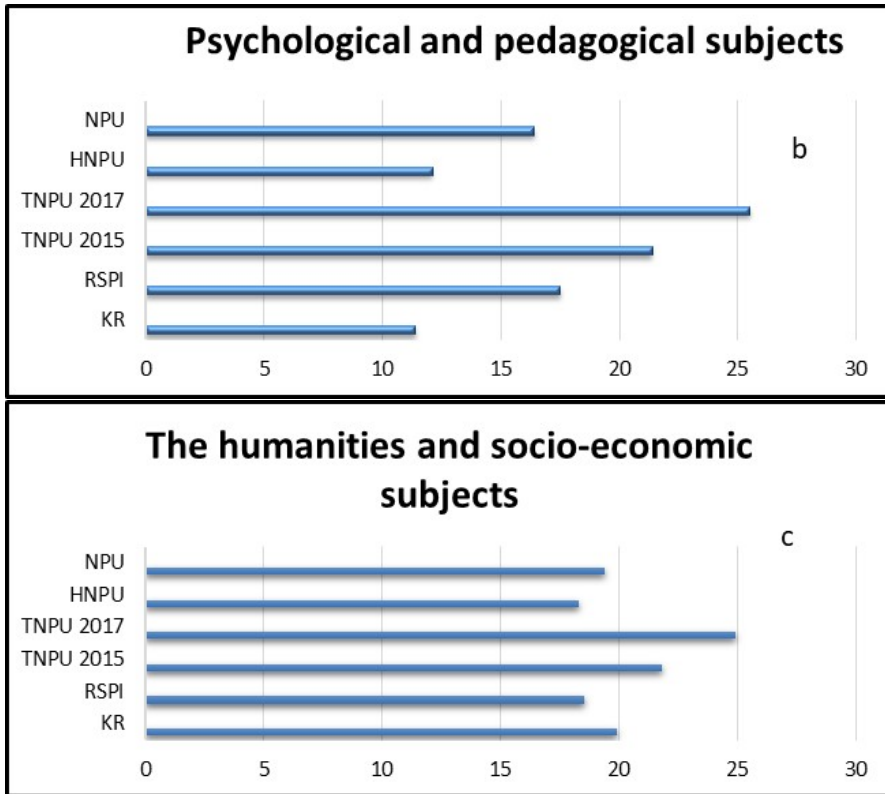 Psychological and pedagogical subjects
b
NPU
HNPU
TNPU 2017
TNPU 2015
RSPI
KR
0 5 10 15 20 25 30
The humanities and socio-economic
subjects
c
NPU
HNPU
TNPU 2017
TNPU 2015
RSPI
KR
0 5 10 15 20 25 30